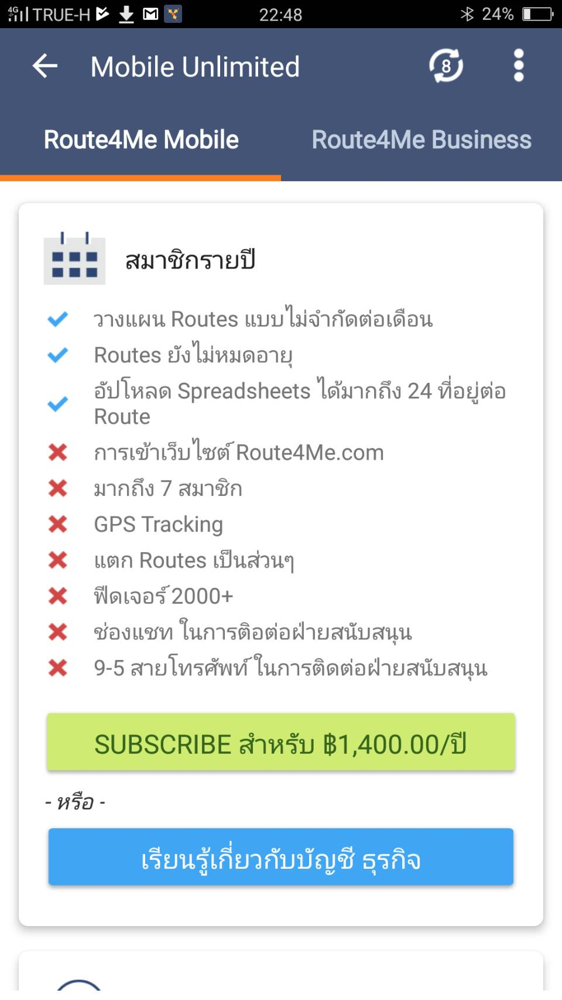 4G TRUE-H 22:48 24%
Mobile Unlimited 8
Route4Me Mobile Route4Me Business
สมาชิกรายปี
วางแผน Routes แบบไม่จำกัดต่อเดือน
Routes ยังไม่หมดอายุ
อัปโหลด Spreadsheets ได้มากถึง 24 ที่อยู่ต่อ
Route
การเข้าเว็บไซต์ Route4Me.com
มากถึง 7 สมาชิก
GPS Tracking
แตก Routes เป็นส่วนๆ
ฟีดเจอร์ 2000+
ช่องแชท ในการติอต่อฝ่ายสนับสนุน
9-5 สายโทรศัพท์ ในการติดต่อฝ่ายสนับสนุน
SUBSCRIBE สำหรับ ฿1,400.00/ปี
- หรือ -
เรียนรู้เกี่ยวกับบัญชี ธุรกิจ